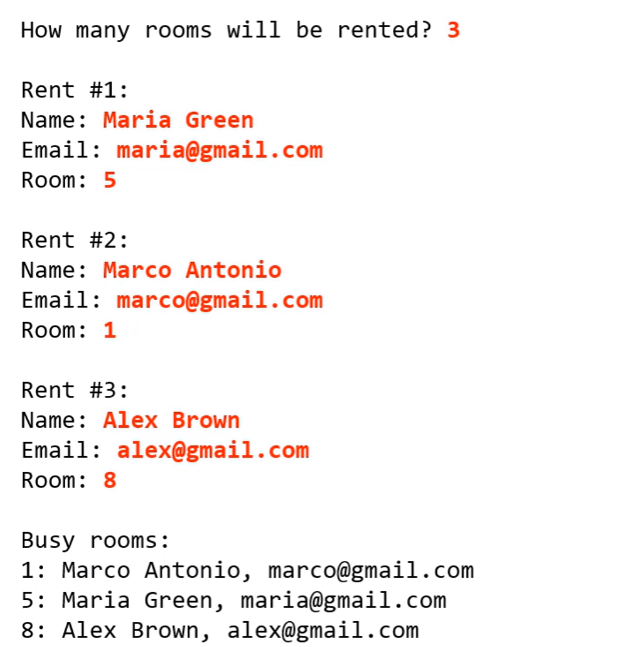 How many rooms will be rented? 3
Rent #1:
Name: Maria Green
Email: maria@gmail.com
Room: 5
Rent #2:
Name: Marco Antonio
Email: marco@gmail.com
Room: 1
Rent #3:
Name: Alex Brown
Email: alex@gmail.com
Room: 8
Busy rooms:
1: Marco Antonio, marco@gmail.com
5: Maria Green, maria@gmail.com
8: Alex Brown, alex@gmail.com